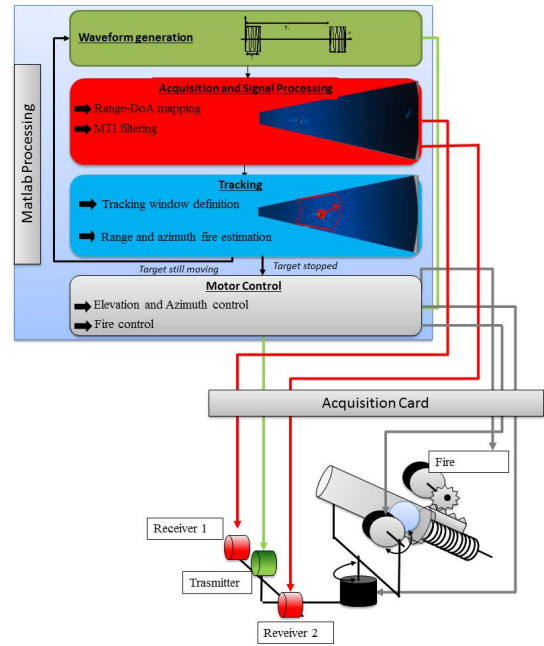 Waveform generation
Matlab Processing
Acquisition and Signal Processing
Range-DoA mapping
MTI filtering
Tracking
Tracking window definition
Range and azimuth fire estimation
Target still moving
Target stopped
Motor Control
Elevation and Azimuth control
Fire control
Acquisition Card
Fire
Receiver 1
Trasmitter
Reveiver 2